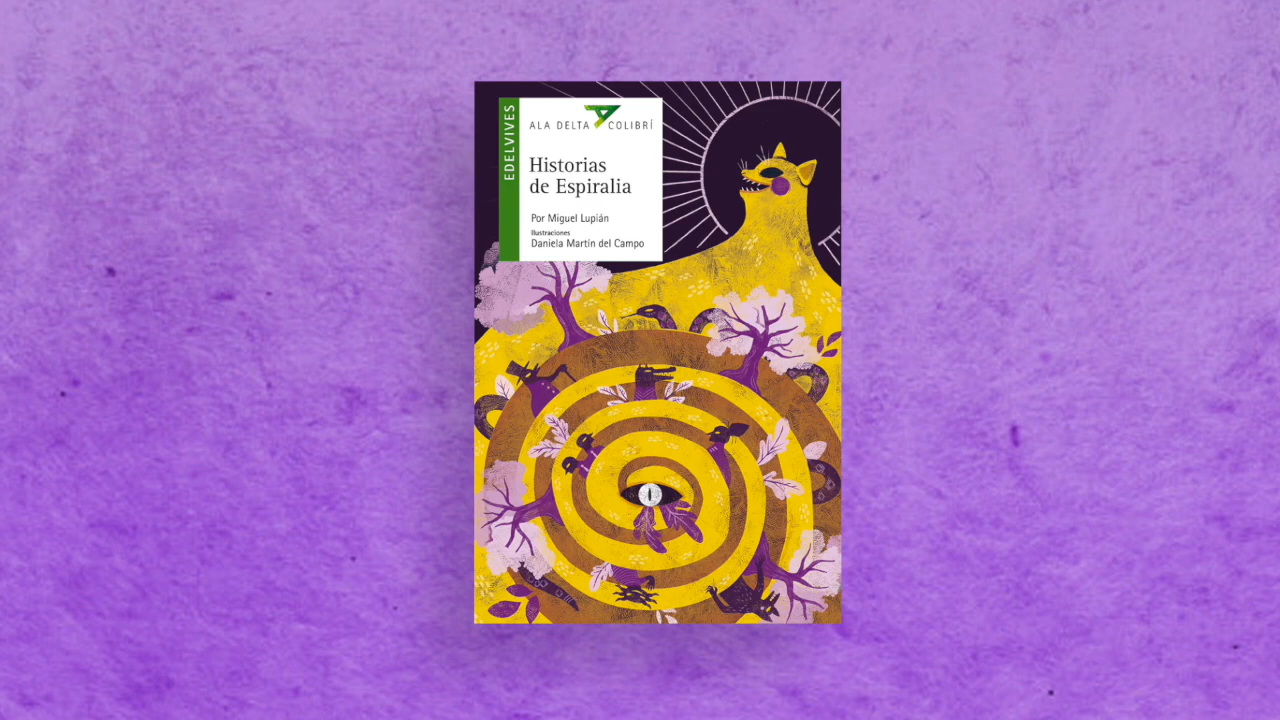 EDELVIVES
ALA DELTA COLIBRÍ
Historias
de Espiralia
Por Miguel Lupián
Ilustraciones
Daniela Martín del Campo